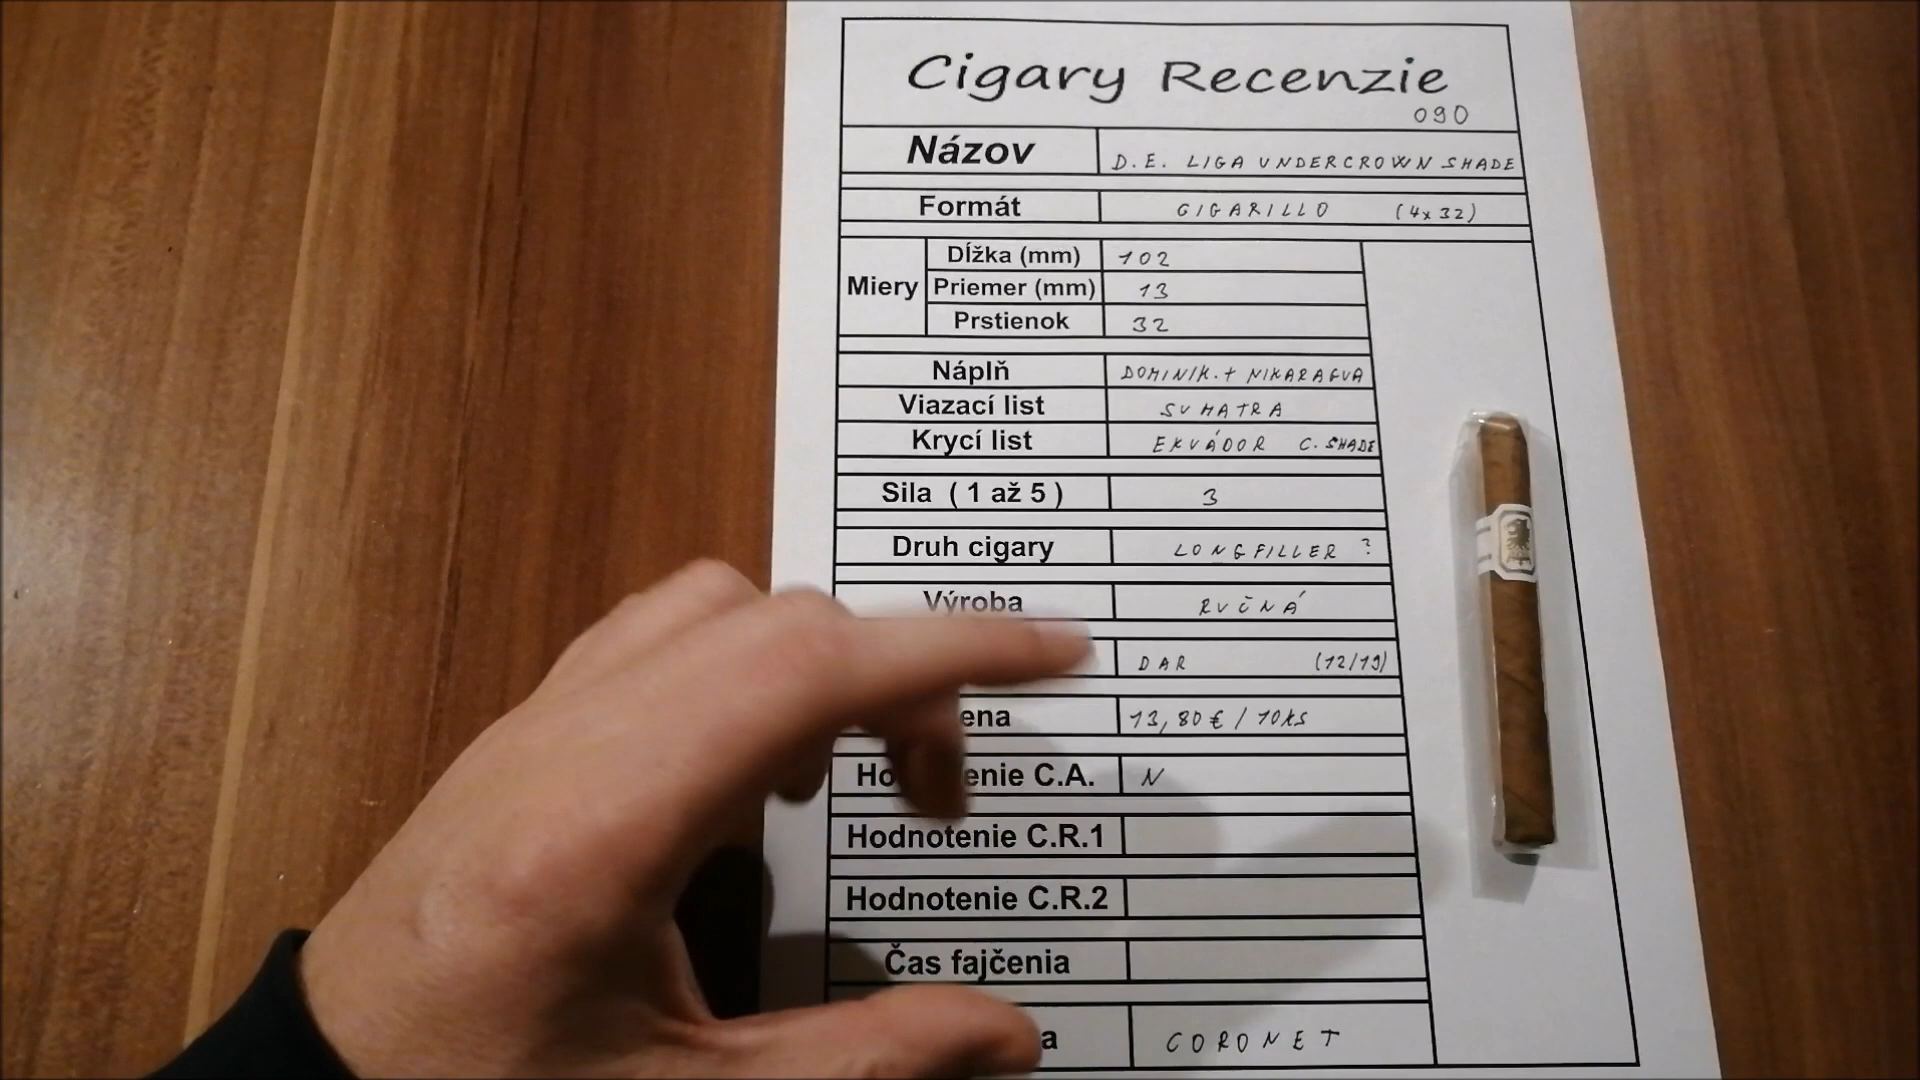 Cigary Recenzie
090
Názov D.E. LIGA UNDERCROWN SHADE
Formát GIGARILLO (4x32)
Miery
Dĺžka (mm) 102
Priemer (mm) 13
Prstienok 32
Náplň DOMINIK.+ NIKARAGUA
Viazací list SUMATRA
Krycí list EKVÁDOR C. SHADE
Sila ( 1 až 5 ) 3
Druh cigary LONGFILLER ?
Výroba RUČNÁ
DAR (12/19)
ena 13,80€ / 10ks
Ho enie C.A. N
Hodnotenie C.R.1
Hodnotenie C.R.2
Čas fajčenia
a CORONET